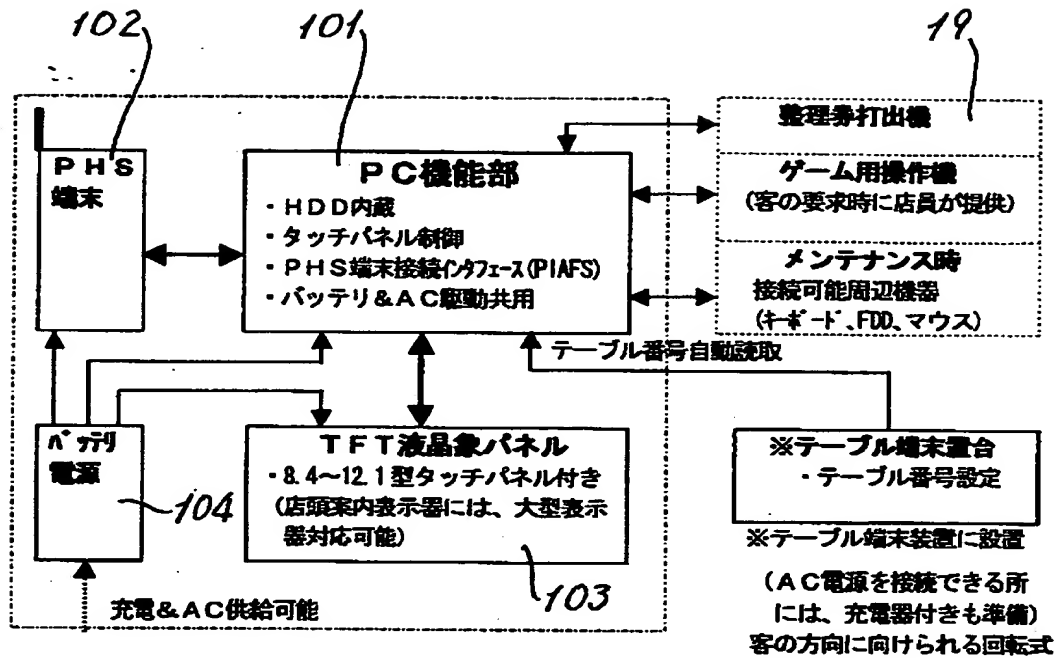 102
101
19
PHS
端末
PC機能部
・HDD内蔵
・タッチパネル制御
・PHS端末接続インタフェース(PIAFS)
・バッテリ&AC駆動共用
整理券打出機
ゲーム用操作機
(客の要求時に店員が提供)
メンテナンス時
接続可能周辺機器
(キーボード、FDD、マウス)
テーブル番号自動読取
バッテリ
電源
104
TFT液晶象パネル
・8.4~12.1型タッチパネル付き
(店頭案内表示器には、大型表示
器対応可能)
103
※テーブル端末置台
・テーブル番号設定
※テーブル端末装置に設置
(AC電源を接続できる所
には、充電器付きも準備)
客の方向に向けられる回転式
充電&AC供給可能